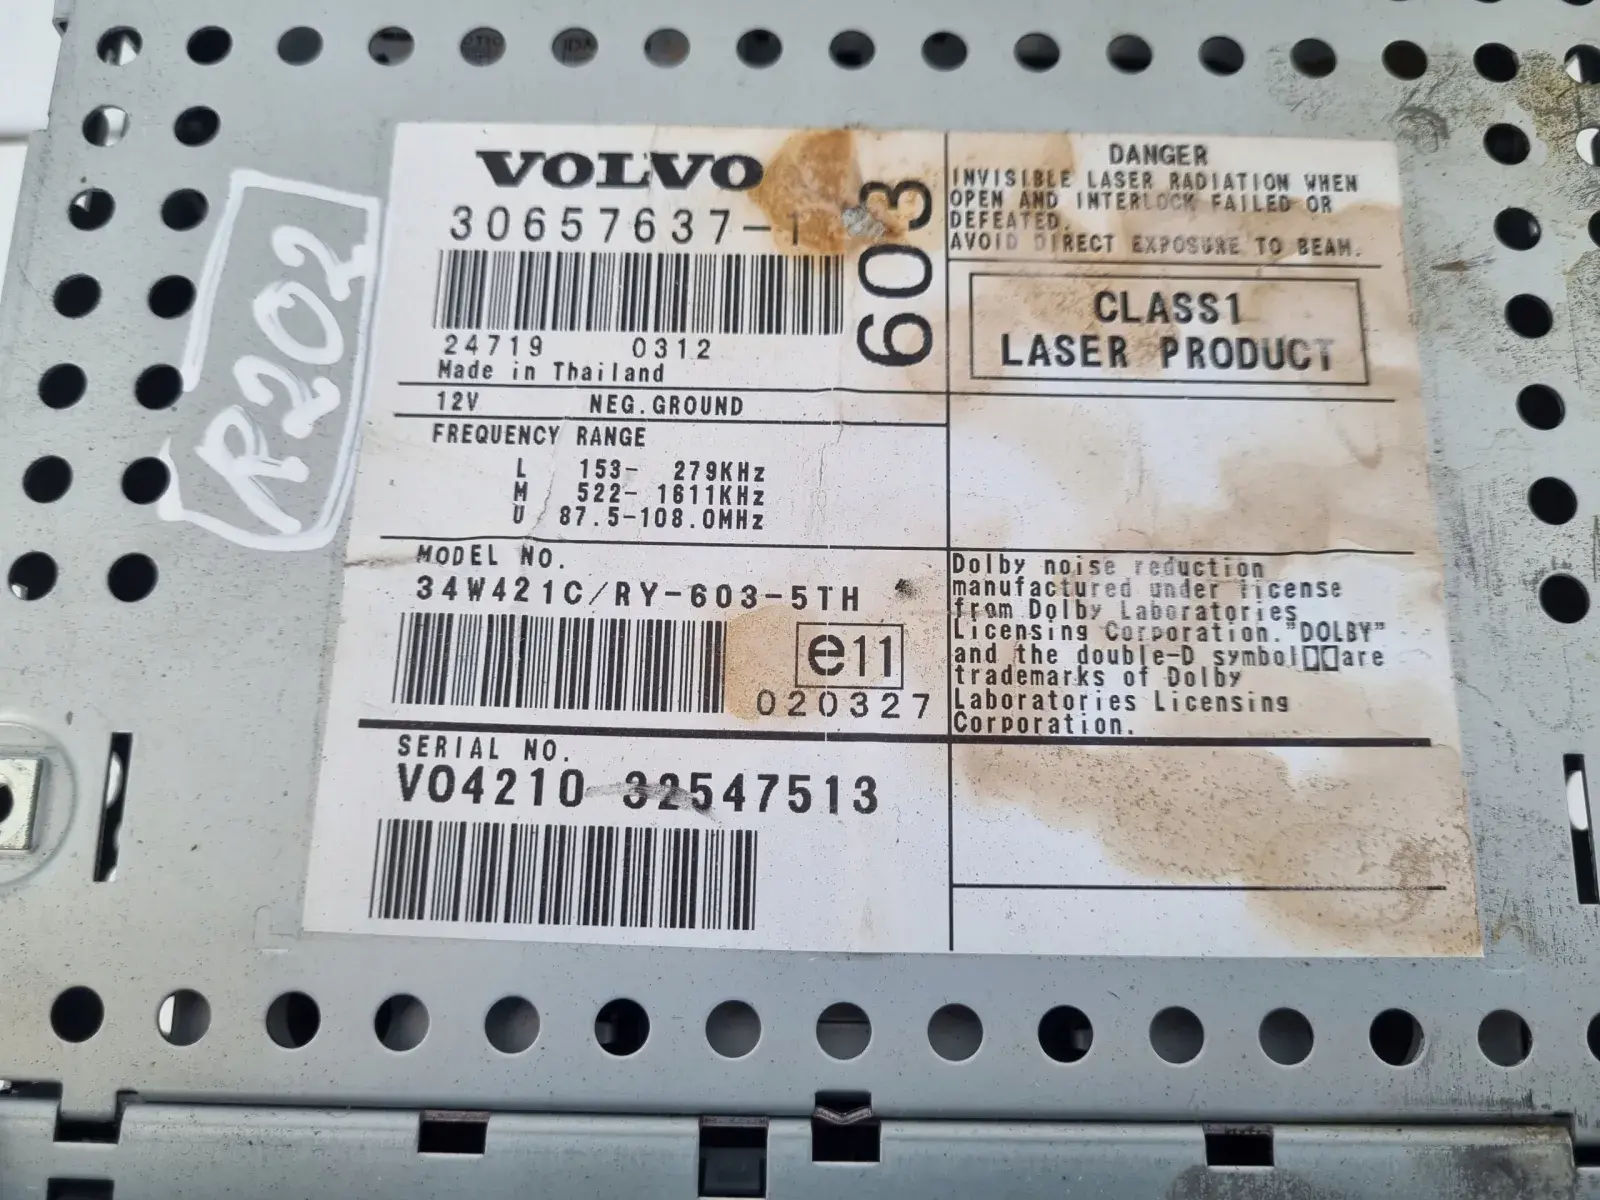 R202
VOLVO
30657637-1
603
24719 0312
Made in Thailand
12V NEG.GROUND
FREQUENCY RANGE
L 153- 279KHz
M 522- 1611KHz
U 87.5-108.0MHz
MODEL NO.
34W421C/RY-603-5TH
e11
020327
SERIAL NO.
V04210 32547513
DANGER
INVISIBLE LASER RADIATION WHEN
OPEN AND INTERLOCK FAILED OR
DEFEATED.
AVOID DIRECT EXPOSURE TO BEAM.
CLASS1
LASER PRODUCT
Dolby noise reduction
manufactured under license
from Dolby Laboratories
Licensing Corporation. "DOLBY"
and the double-D symbol are
trademarks of Dolby
Laboratories Licensing
Corporation.